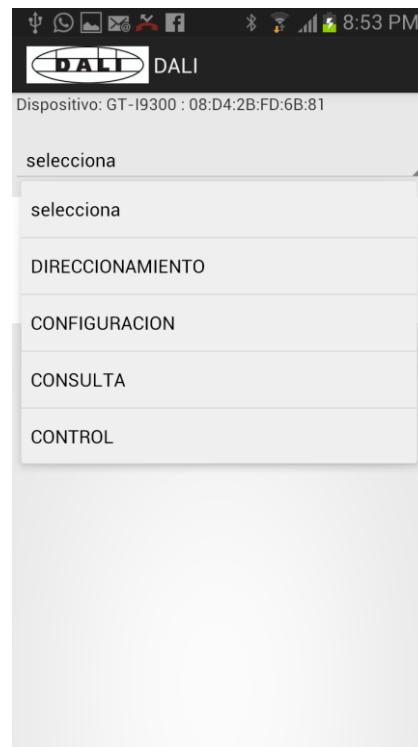 8:53 PM
DALI DALI
Dispositivo: GT-I9300 : 08:D4:2B:FD:6B:81
selecciona
selecciona
DIRECCIONAMIENTO
CONFIGURACION
CONSULTA
CONTROL